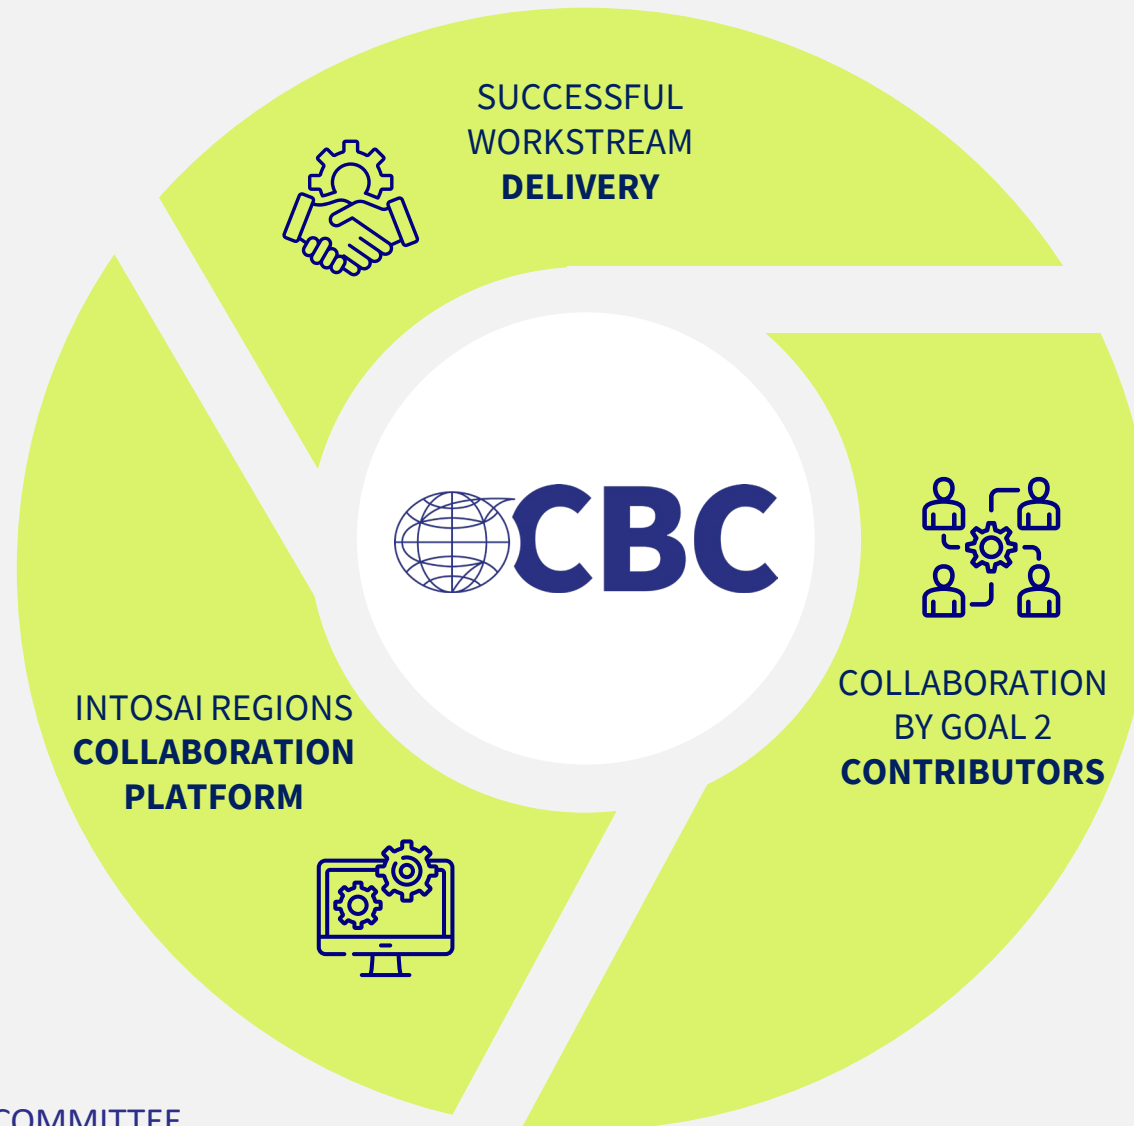 SUCCESSFUL
WORKSTREAM
DELIVERY
CBC
COLLABORATION
BY GOAL 2
CONTRIBUTORS
INTOSAI REGIONS
COLLABORATION
PLATFORM
COMMITTEE